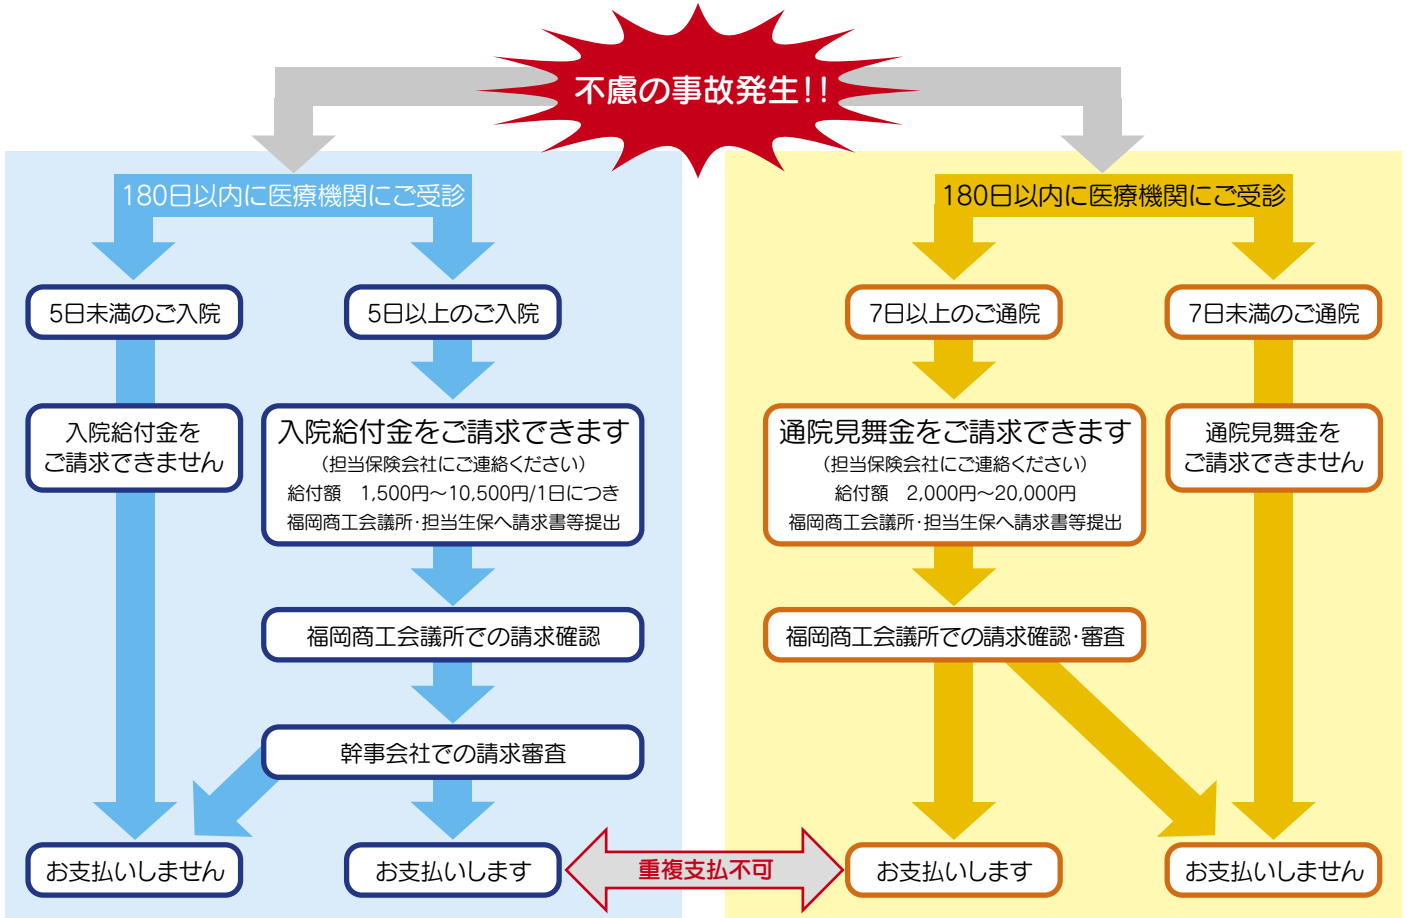 不慮の事故発生!!
180日以内に医療機関にご受診
5日未満のご入院
5日以上のご入院
入院給付金を
ご請求できません
入院給付金をご請求できます
(担当保険会社にご連絡ください)
給付額 1,500円~10,500円/1日につき
福岡商工会議所・担当生保へ請求書等提出
福岡商工会議所での請求確認
幹事会社での請求審査
お支払いしません
お支払いします
重複支払不可
180日以内に医療機関にご受診
7日以上のご通院
7日未満のご通院
通院見舞金をご請求できます
(担当保険会社にご連絡ください)
給付額 2,000円~20,000円
福岡商工会議所・担当生保へ請求書等提出
通院見舞金を
ご請求できません
福岡商工会議所での請求確認・審査
お支払いします
お支払いしません